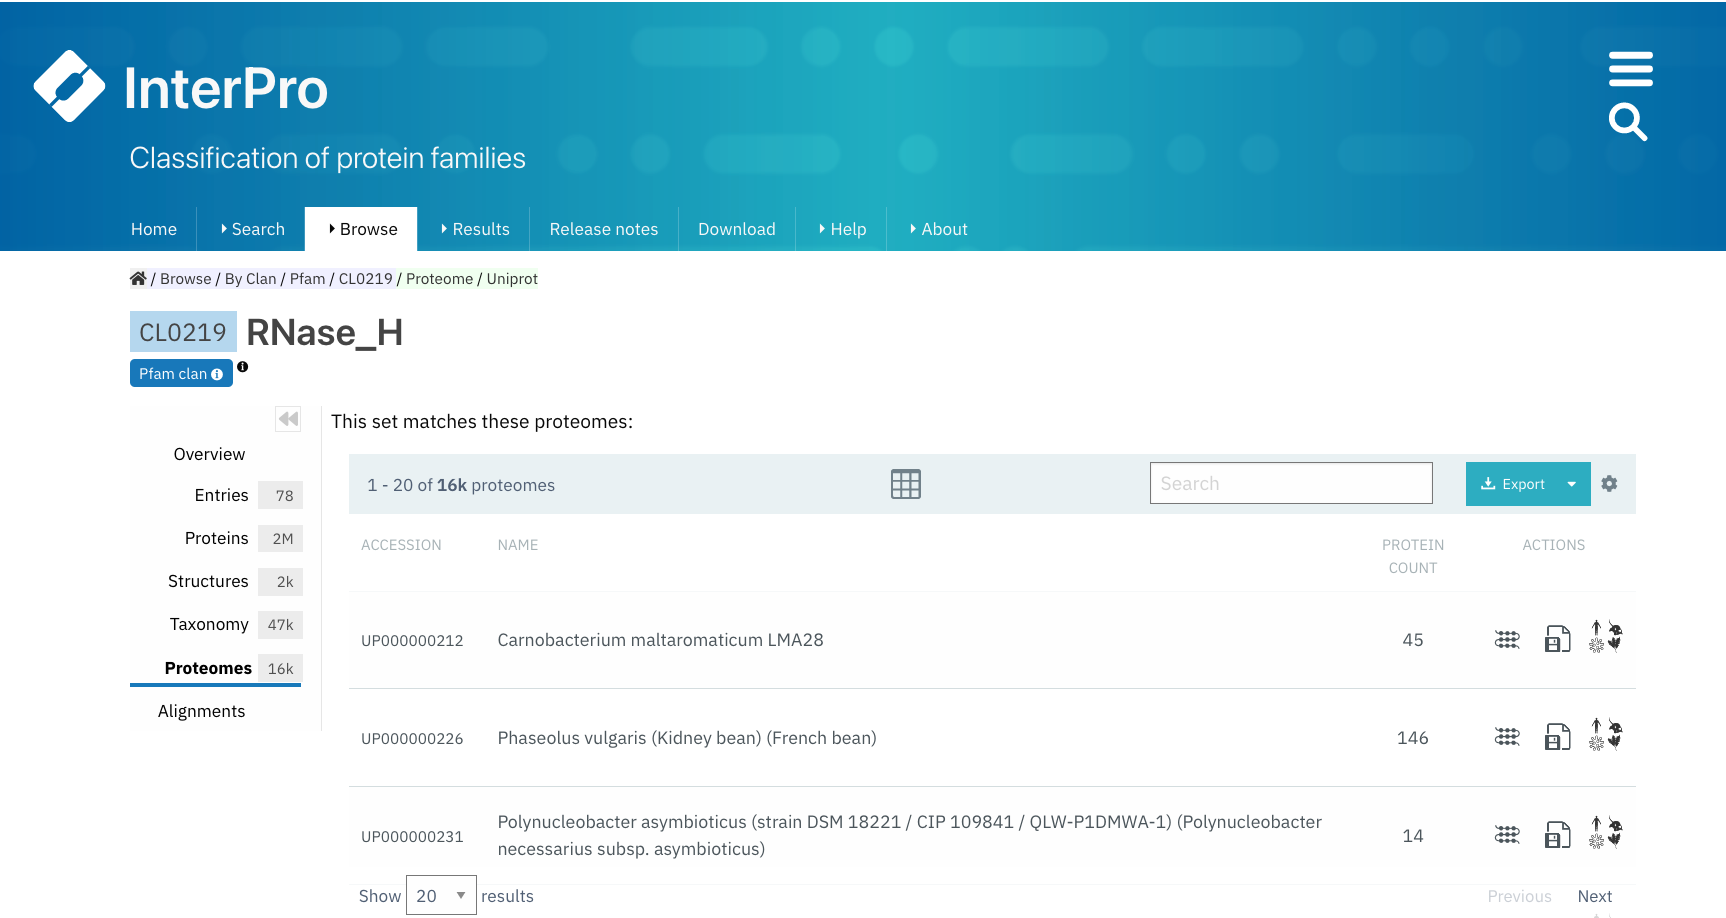 InterPro
Classification of protein families
Home Search Browse Results Release notes Download Help About
/ Browse / By Clan / Pfam / CL0219 / Proteome / Uniprot
CL0219 RNase_H
Pfam clan
This set matches these proteomes:
Overview
Entries 78
Proteins 2M
Structures 2k
Taxonomy 47k
Proteomes 16k
Alignments
1 - 20 of 16k proteomes
Search
Export
ACCESSION NAME PROTEIN COUNT ACTIONS
UP000000212 Carnobacterium maltaromaticum LMA28 45
UP000000226 Phaseolus vulgaris (Kidney bean) (French bean) 146
UP000000231 Polynucleobacter asymbioticus (strain DSM 18221 / CIP 109841 / QLW-P1DMWA-1) (Polynucleobacter
necessarius subsp. asymbioticus) 14
Show 20 results
Previous Next